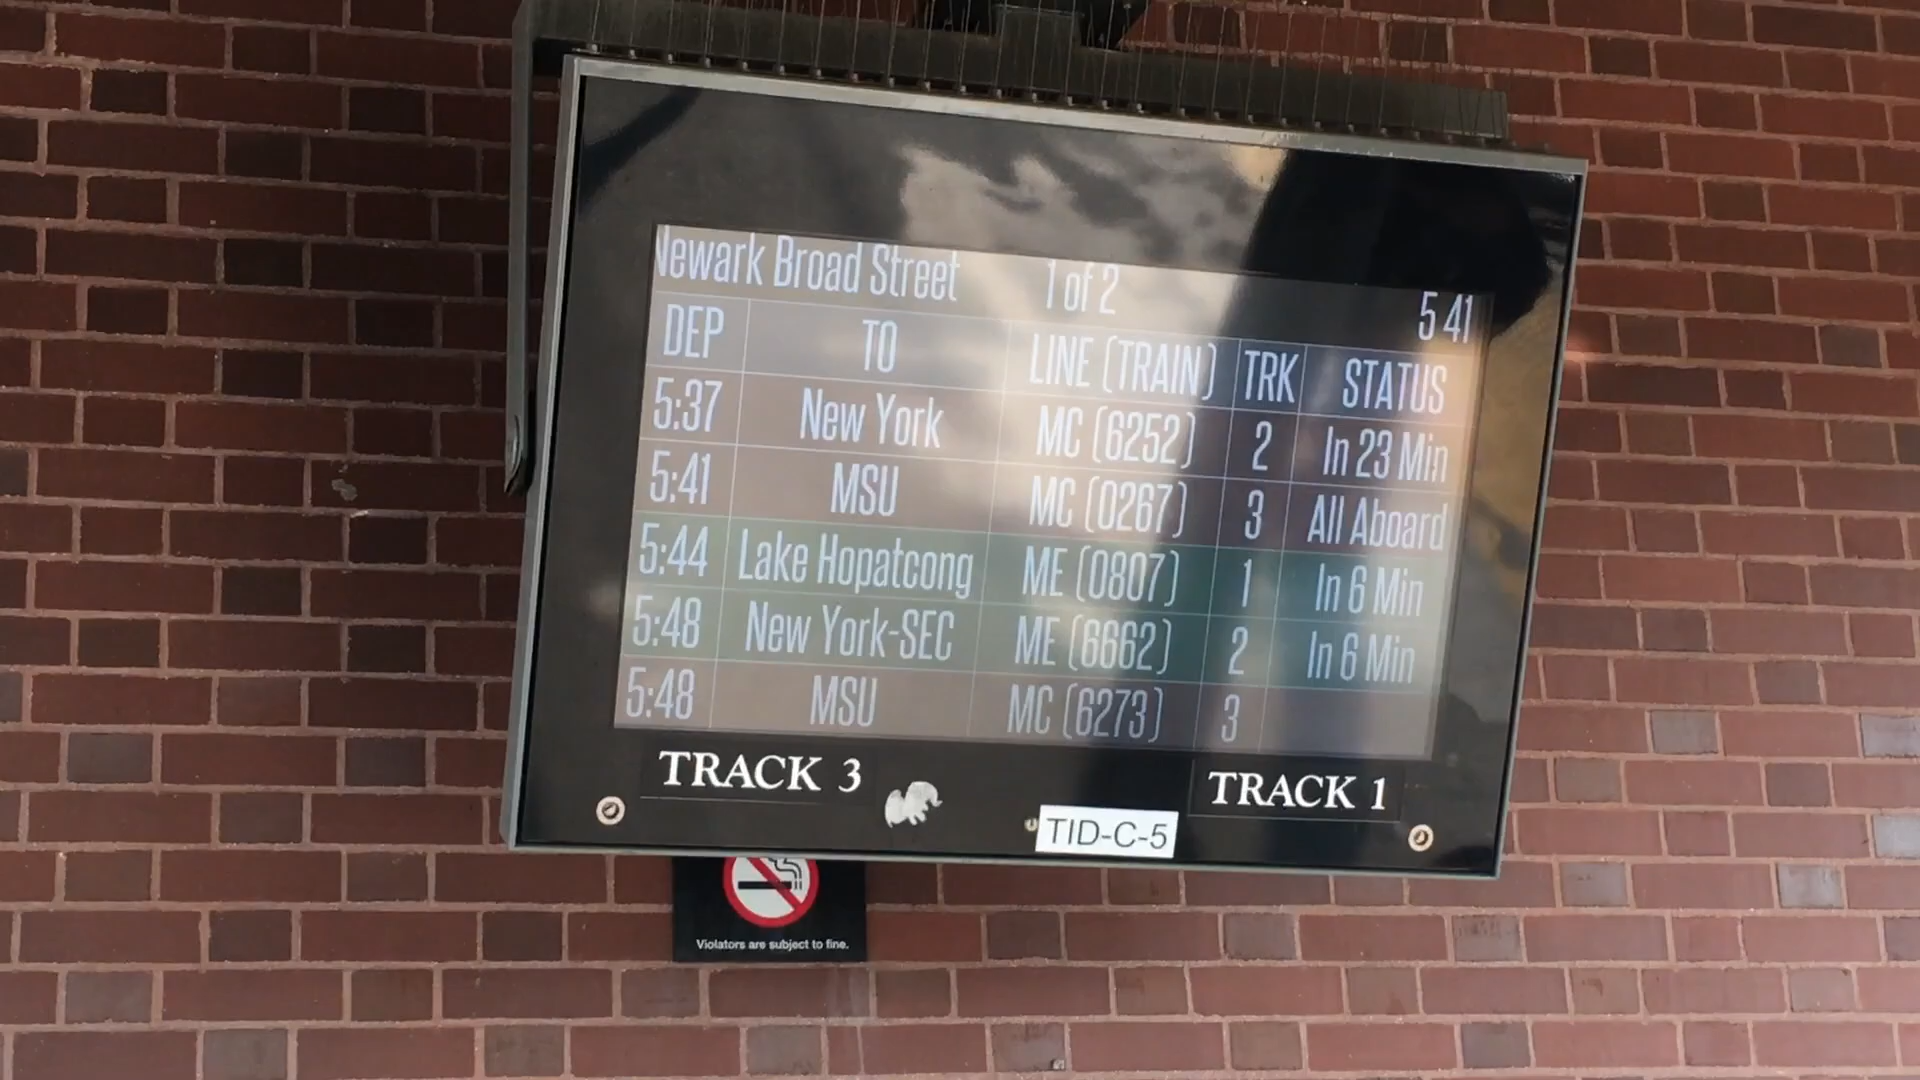 Newark Broad Street 1 of 2 5 41
DEP TO LINE (TRAIN) TRK STATUS
5:37 New York MC (6252) 2 In 23 Min
5:41 MSU MC (0267) 3 All Aboard
5:44 Lake Hopatcong ME (0807) 1 In 6 Min
5:48 New York-SEC ME (6662) 2 In 6 Min
5:48 MSU MC (6273) 3
TRACK 3 TRACK 1
TID-C-5
Violators are subject to fine.